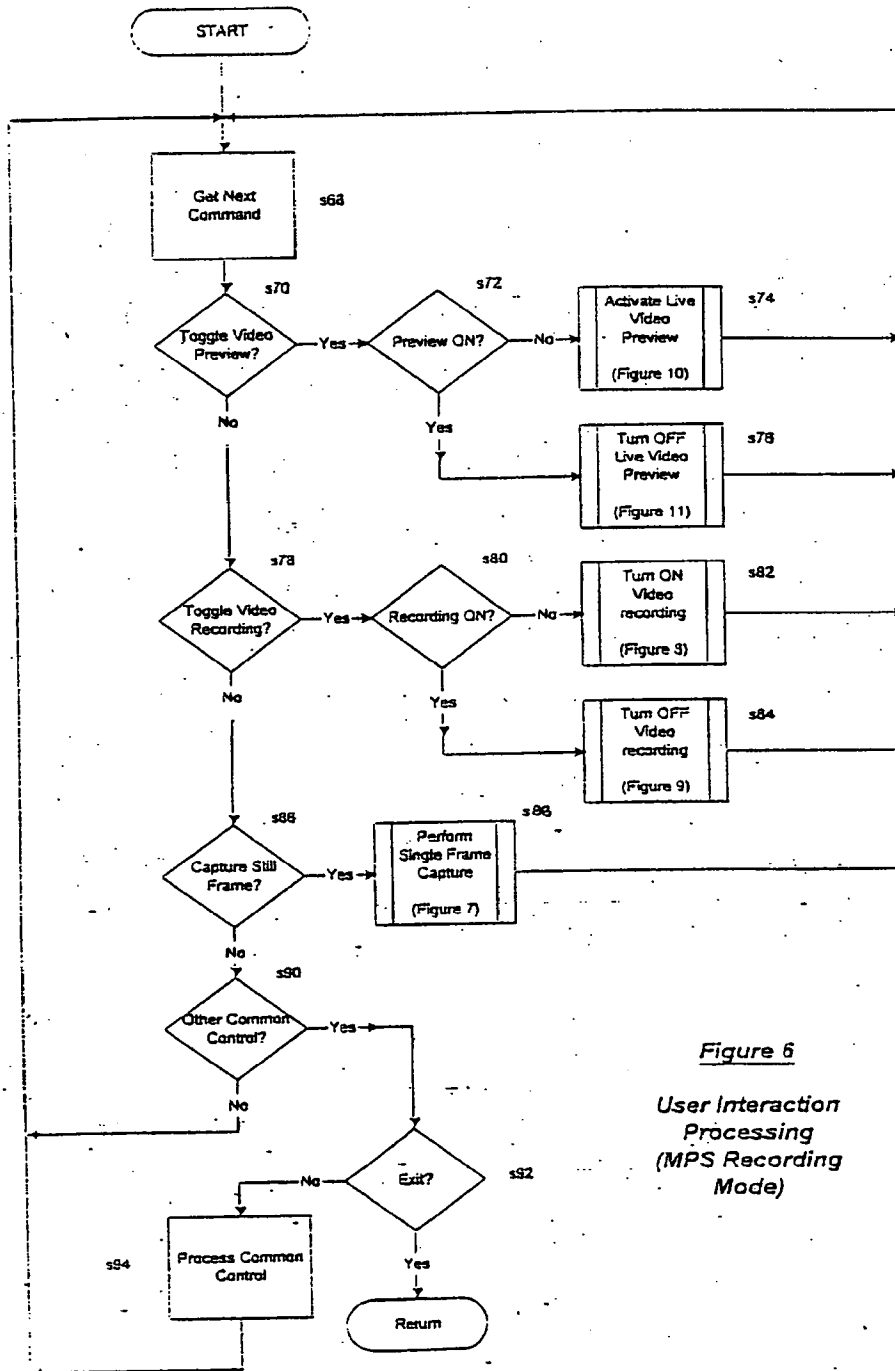 START
Get Next
Command
s68
s70
Toggle Video
Preview?
Yes
s72
Preview ON?
No
Activate Live
Video
Preview
(Figure 10)
s74
No
Yes
Turn OFF
Live Video
Preview
(Figure 11)
s76
s78
Toggle Video
Recording?
Yes
s80
Recording ON?
No
Turn ON
Video
recording
(Figure 8)
s82
No
Yes
Turn OFF
Video
recording
(Figure 9)
s84
s88
Capture Still
Frame?
Yes
s86
Perform
Single Frame
Capture
(Figure 7)
No
s90
Other Common
Control?
Yes
No
Figure 6
User Interaction
Processing
(MPS Recording
Mode)
Exit?
s92
No
s94
Process Common
Control
Yes
Return